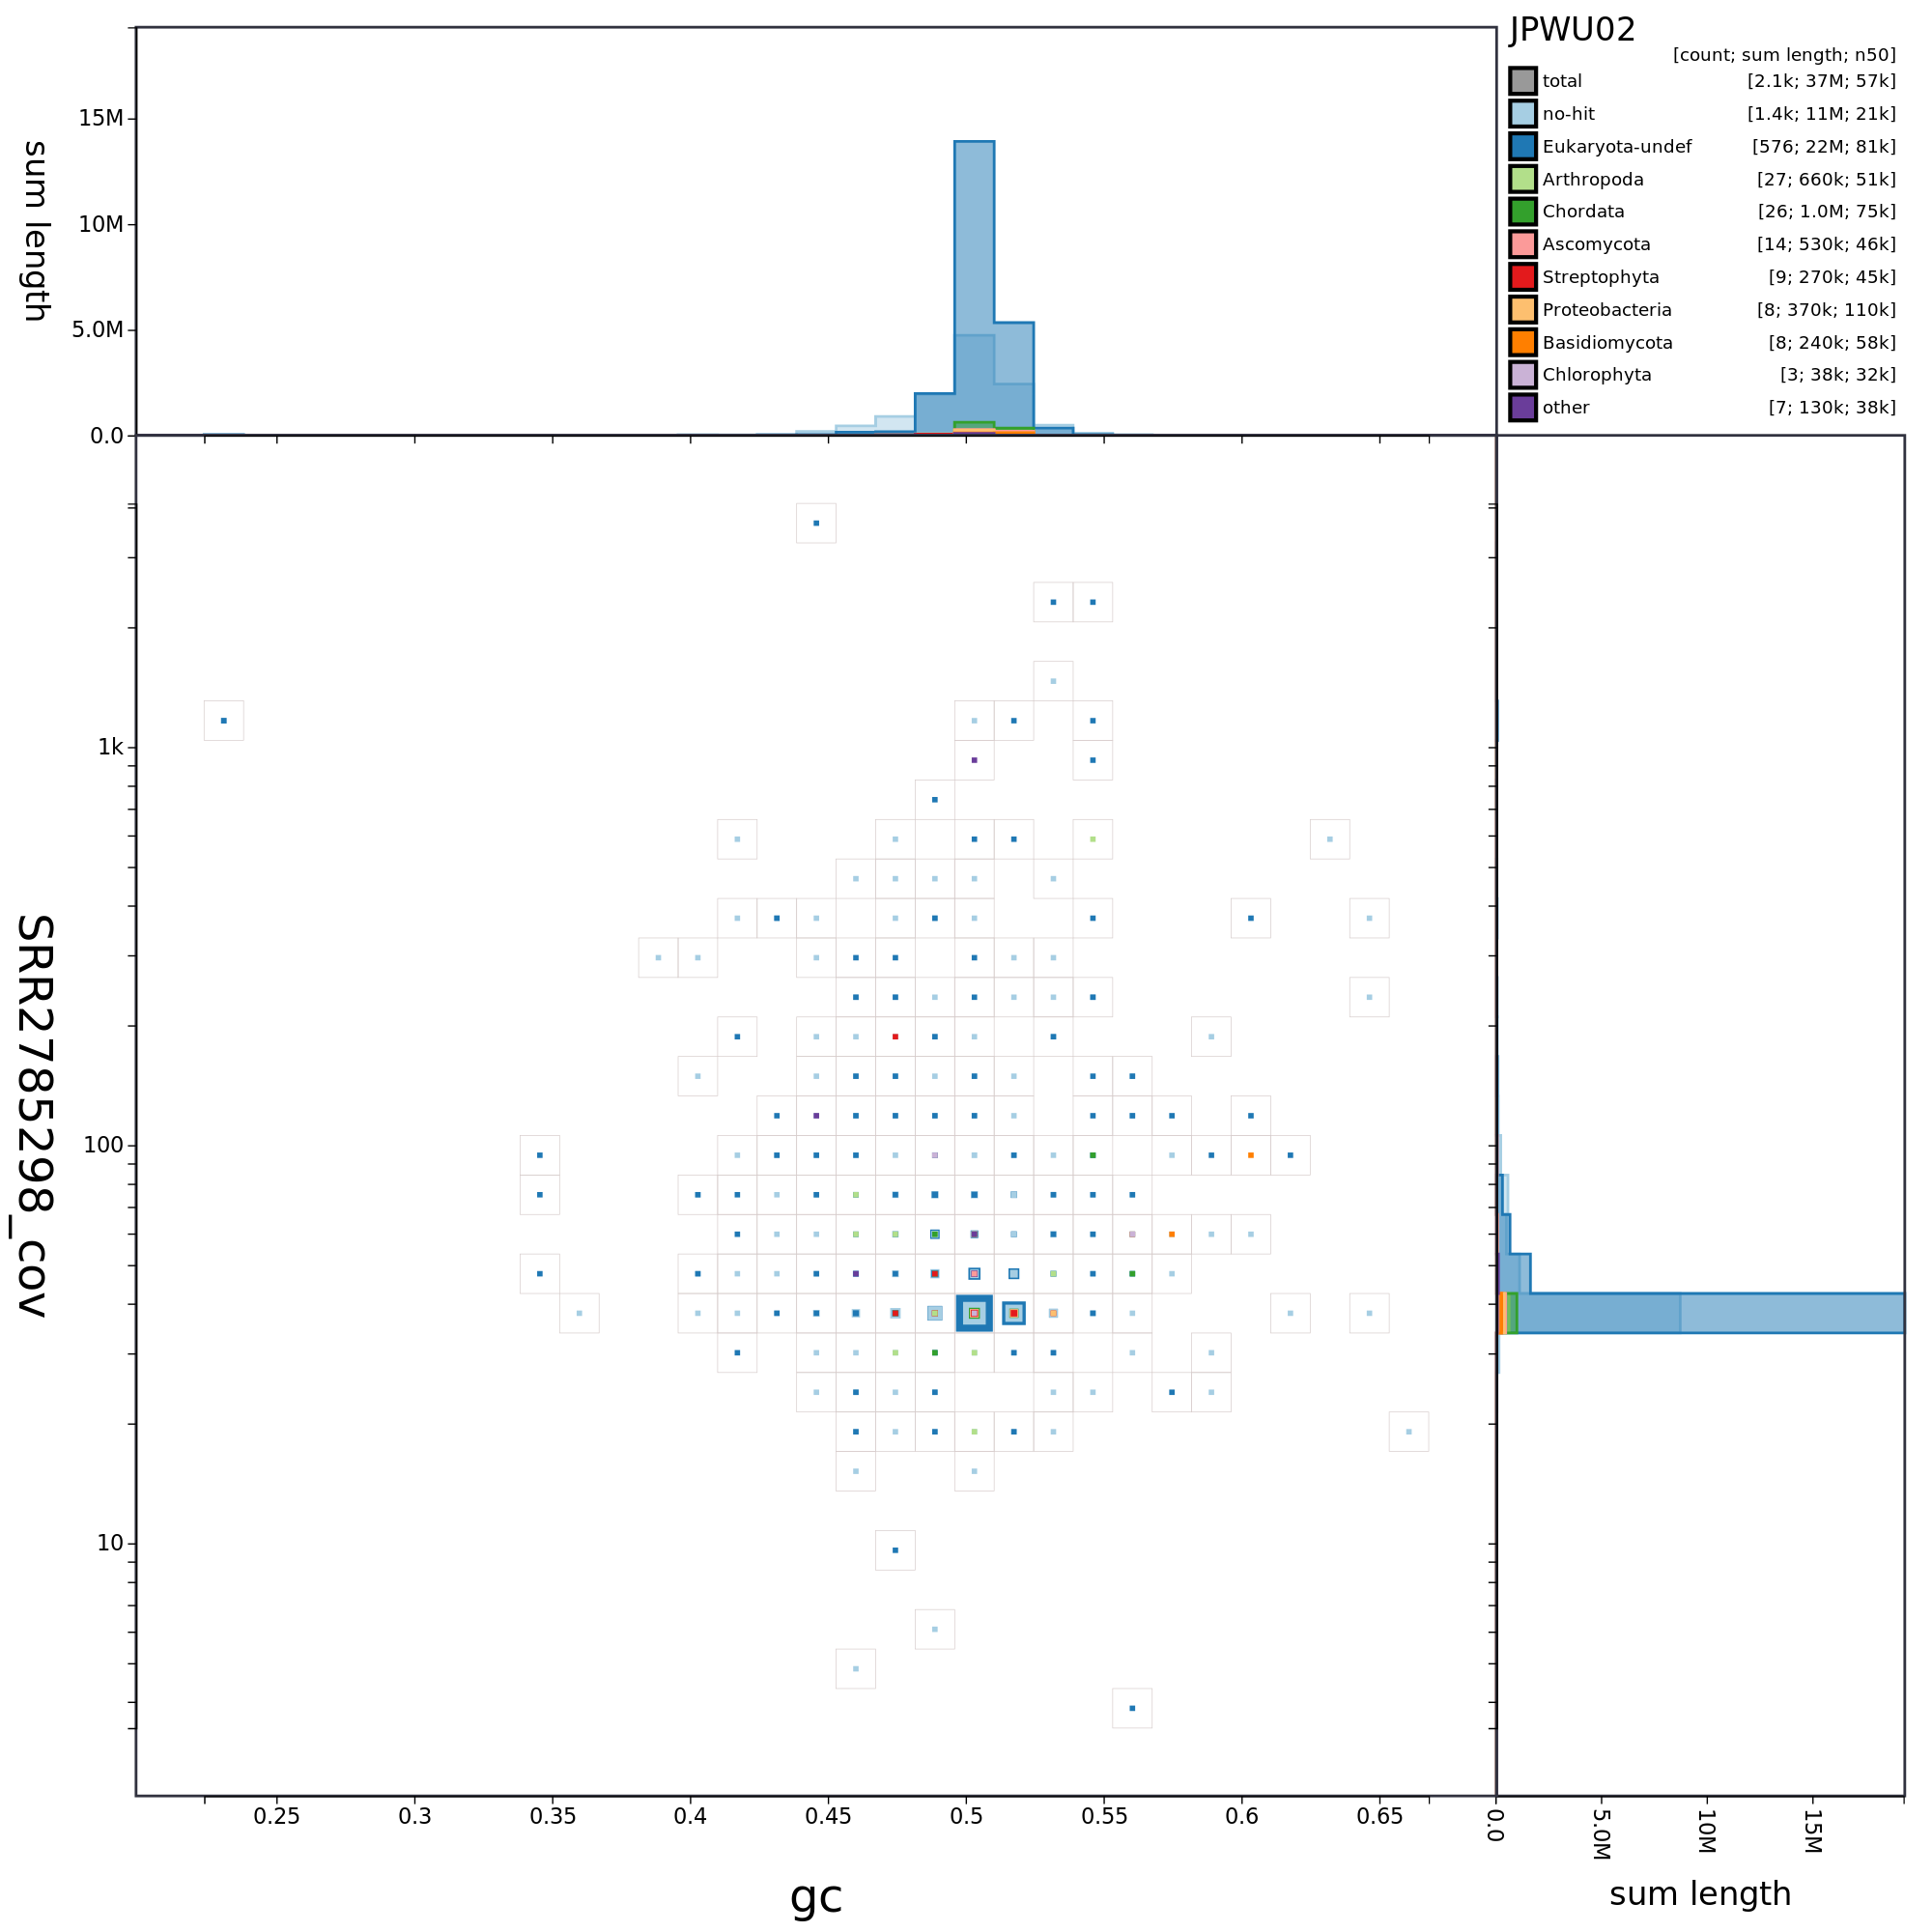 JPWU02
[count; sum length; n50]
total [2.1k; 37M; 57k]
no-hit [1.4k; 11M; 21k]
Eukaryota-undef [576; 22M; 81k]
Arthropoda [27; 660k; 51k]
Chordata [26; 1.0M; 75k]
Ascomycota [14; 530k; 46k]
Streptophyta [9; 270k; 45k]
Proteobacteria [8; 370k; 110k]
Basidiomycota [8; 240k; 58k]
Chlorophyta [3; 38k; 32k]
other [7; 130k; 38k]
sum length
15M
10M
5.0M
0.0
SRR2785298_cov
1k
100
10
0.25 0.3 0.35 0.4 0.45 0.5 0.55 0.6 0.65
gc
0.0 5.0M 10M 15M
sum length